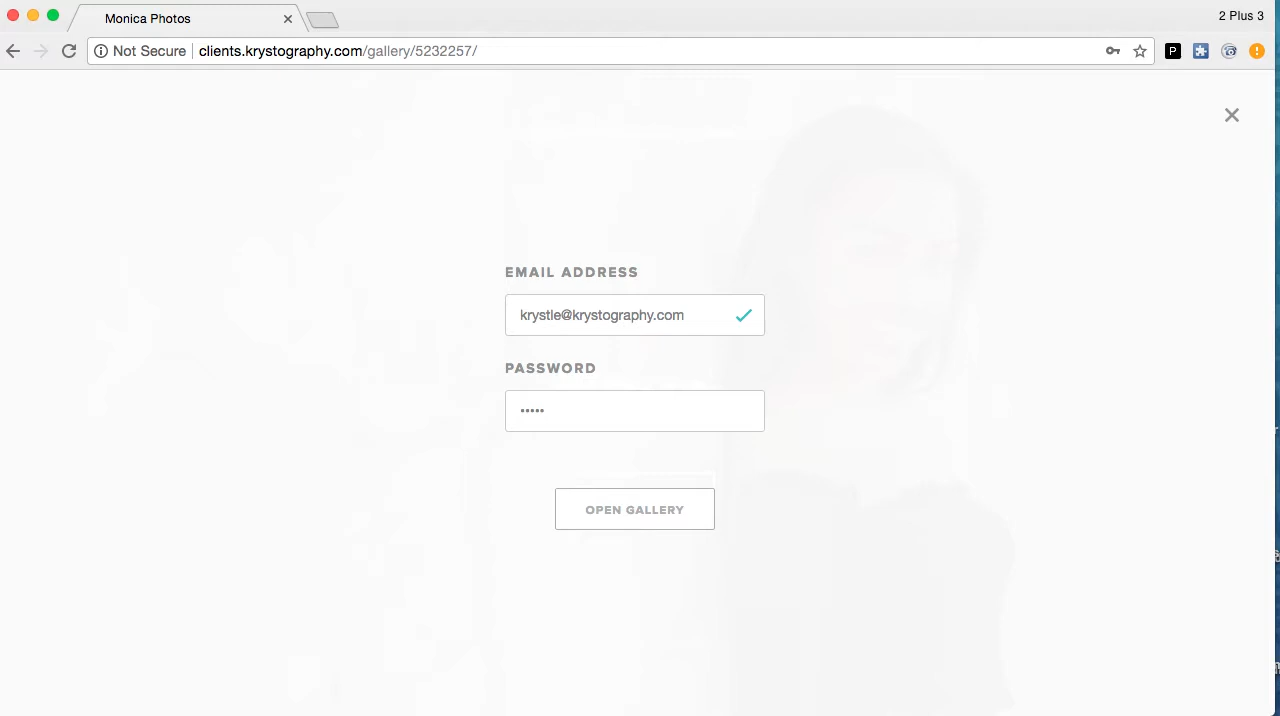 Monica Photos
2 Plus 3
Not Secure
clients.krystography.com/gallery/5232257/
P
EMAIL ADDRESS
krystle@krystography.com
PASSWORD
•••••
OPEN GALLERY